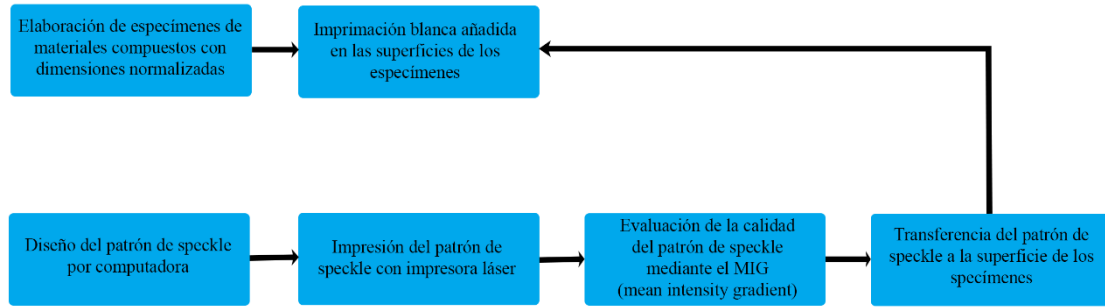 Elaboración de especímenes de
materiales compuestos con
dimensiones normalizadas
Imprimación blanca añadida
en las superficies de los
especímenes
Diseño del patrón de speckle
por computadora
Impresión del patrón de
speckle con impresora láser
Evaluación de la calidad
del patrón de speckle
mediante el MIG
(mean intensity gradient)
Transferencia del patrón de
speckle a la superficie de los
specímenes